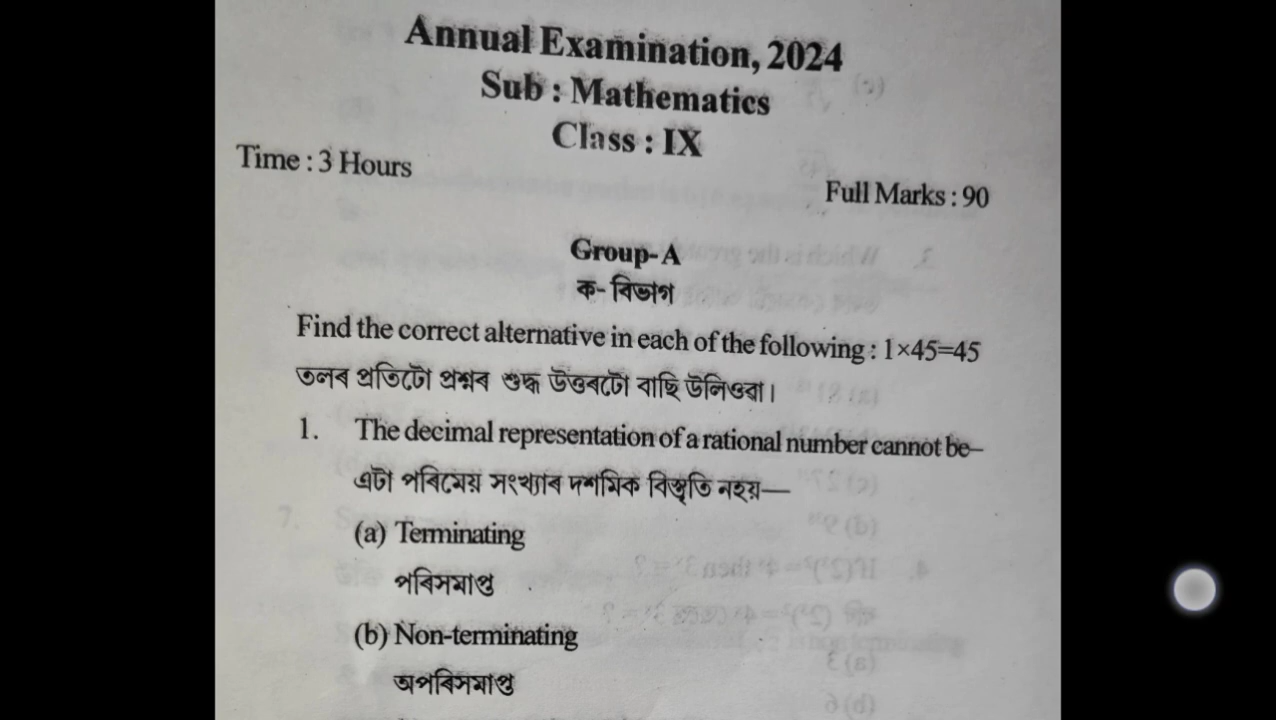 Annual Examination, 2024
Sub : Mathematics
Class : IX
Time : 3 Hours
Full Marks : 90
Group-A
ক- বিভাগ
Find the correct alternative in each of the following : 1×45=45
তলৰ প্ৰতিটো প্ৰশ্নৰ শুদ্ধ উত্তৰটো বাছি উলিওৱা।
1. The decimal representation of a rational number cannot be–
এটা পৰিমেয় সংখ্যাৰ দশমিক বিস্তৃতি নহয়—
(a) Terminating
পৰিসমাপ্ত
(b) Non-terminating
অপৰিসমাপ্ত